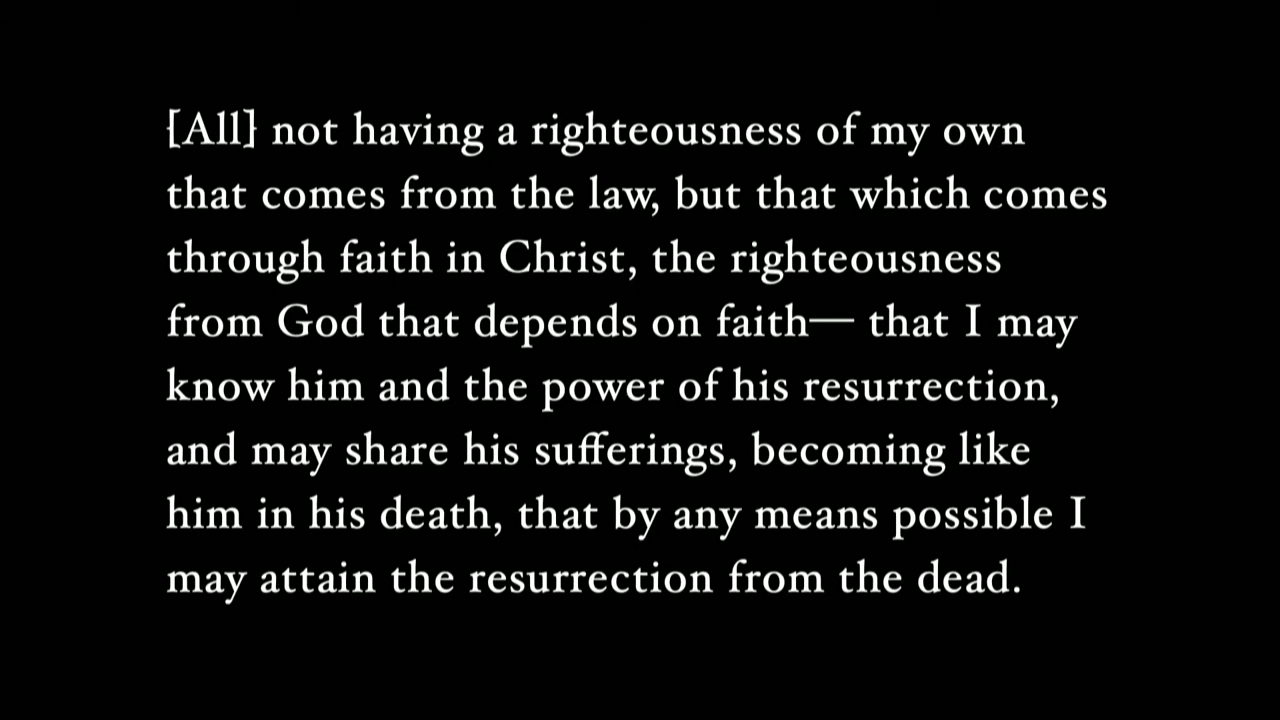 [All] not having a righteousness of my own
that comes from the law, but that which comes
through faith in Christ, the righteousness
from God that depends on faith— that I may
know him and the power of his resurrection,
and may share his sufferings, becoming like
him in his death, that by any means possible I
may attain the resurrection from the dead.